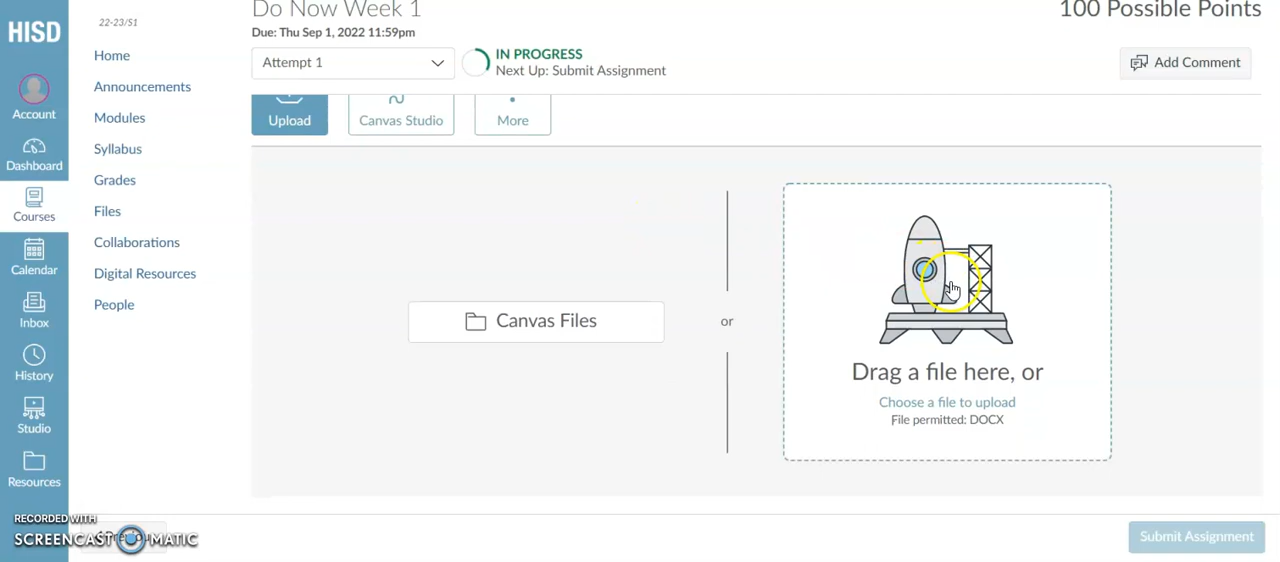 HISD
Account
Dashboard
Courses
Calendar
Inbox
History
Studio
Resources
22-23/S1
Home
Announcements
Modules
Syllabus
Grades
Files
Collaborations
Digital Resources
People
Do Now Week 1
100 Possible Points
Due: Thu Sep 1, 2022 11:59pm
Attempt 1
IN PROGRESS
Next Up: Submit Assignment
Add Comment
Upload
Canvas Studio
More
Canvas Files
or
Drag a file here, or
Choose a file to upload
File permitted: DOCX
Submit Assignment
RECORDED WITH
SCREENCAST MATIC